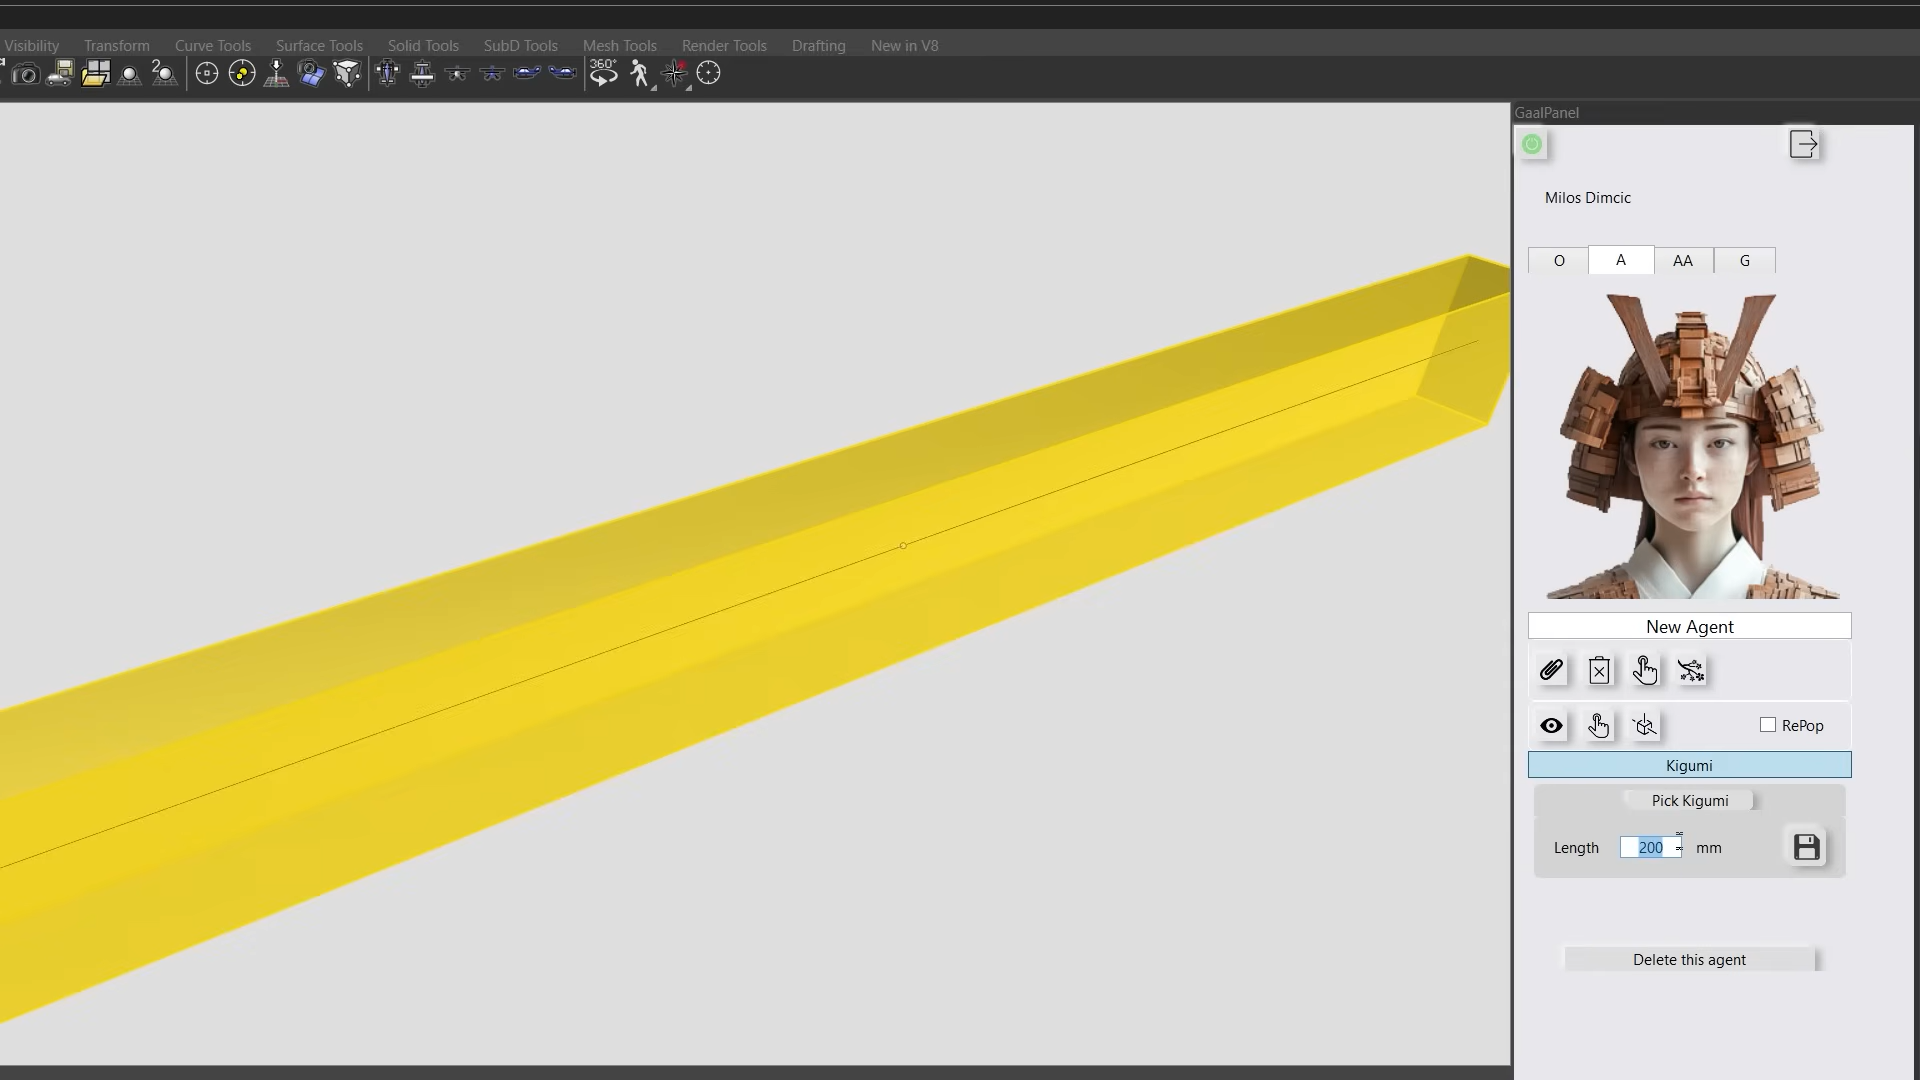 Visibility Transform Curve Tools Surface Tools Solid Tools SubD Tools Mesh Tools Render Tools Drafting New in V8
2 360°
GaalPanel
Milos Dimcic
O A AA G
New Agent
RePop
Kigumi
Pick Kigumi
Length 200 mm
Delete this agent